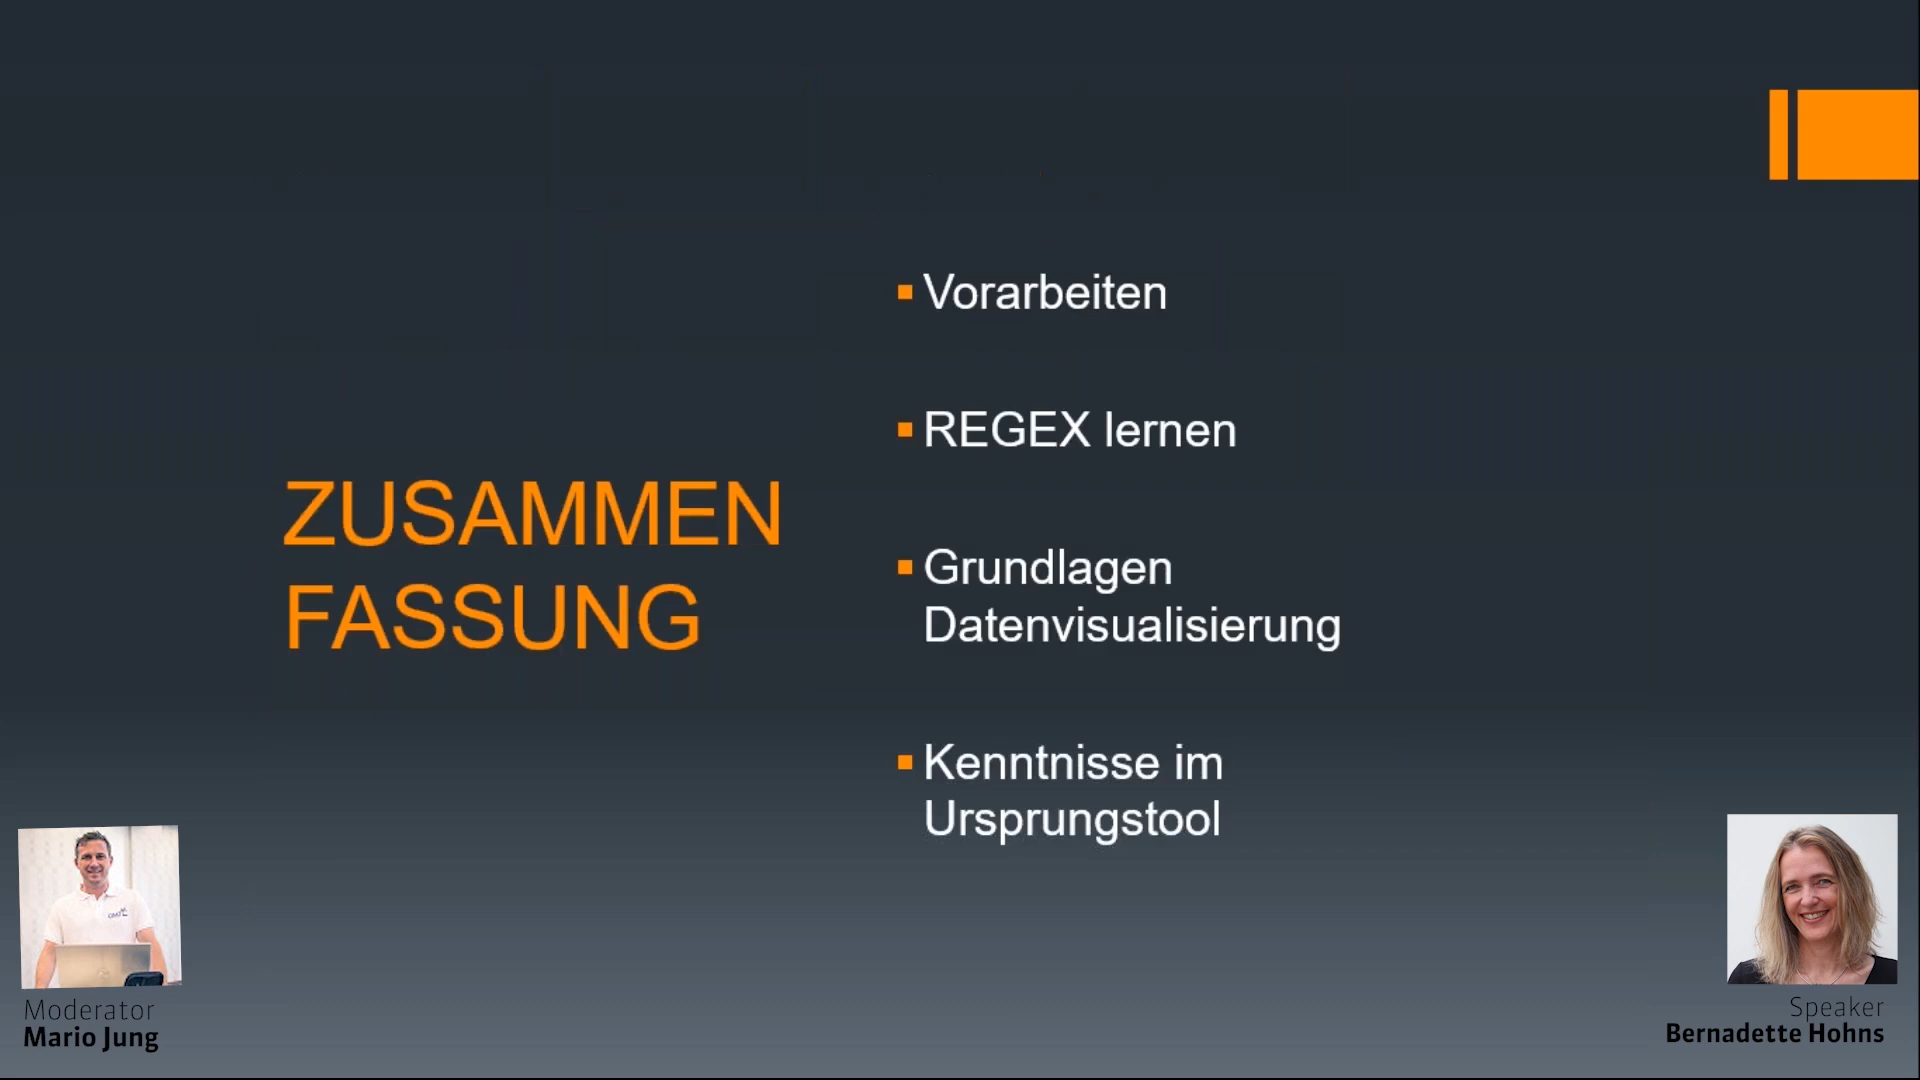 ZUSAMMEN
FASSUNG
Vorarbeiten
REGEX lernen
Grundlagen
Datenvisualisierung
Kenntnisse im
Ursprungstool
Moderator
Mario Jung
Speaker
Bernadette Hohns